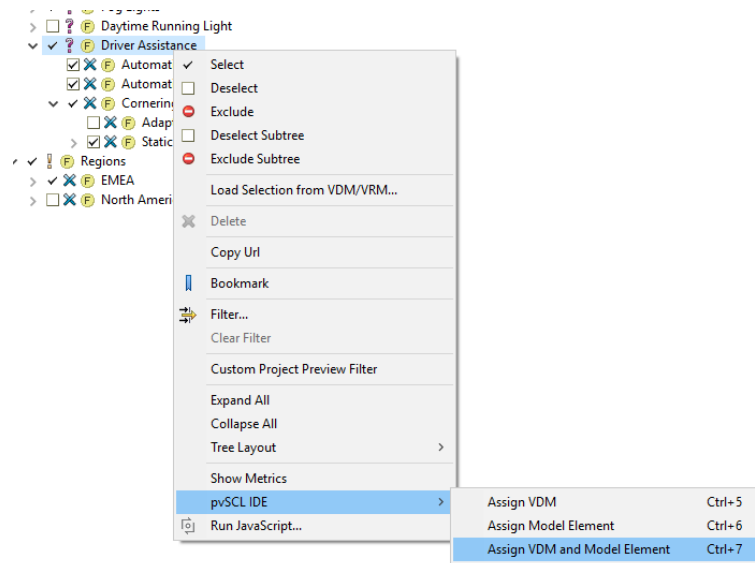 Fog Lights
F Daytime Running Light
F Driver Assistance
F Automat
F Automat
F Cornering
F Adap
F Static
F Regions
F EMEA
F North Ameri
Select
Deselect
Exclude
Deselect Subtree
Exclude Subtree
Load Selection from VDM/VRM...
Delete
Copy Url
Bookmark
Filter...
Clear Filter
Custom Project Preview Filter
Expand All
Collapse All
Tree Layout
Show Metrics
pvSCL IDE
Run JavaScript...
Assign VDM Ctrl+5
Assign Model Element Ctrl+6
Assign VDM and Model Element Ctrl+7